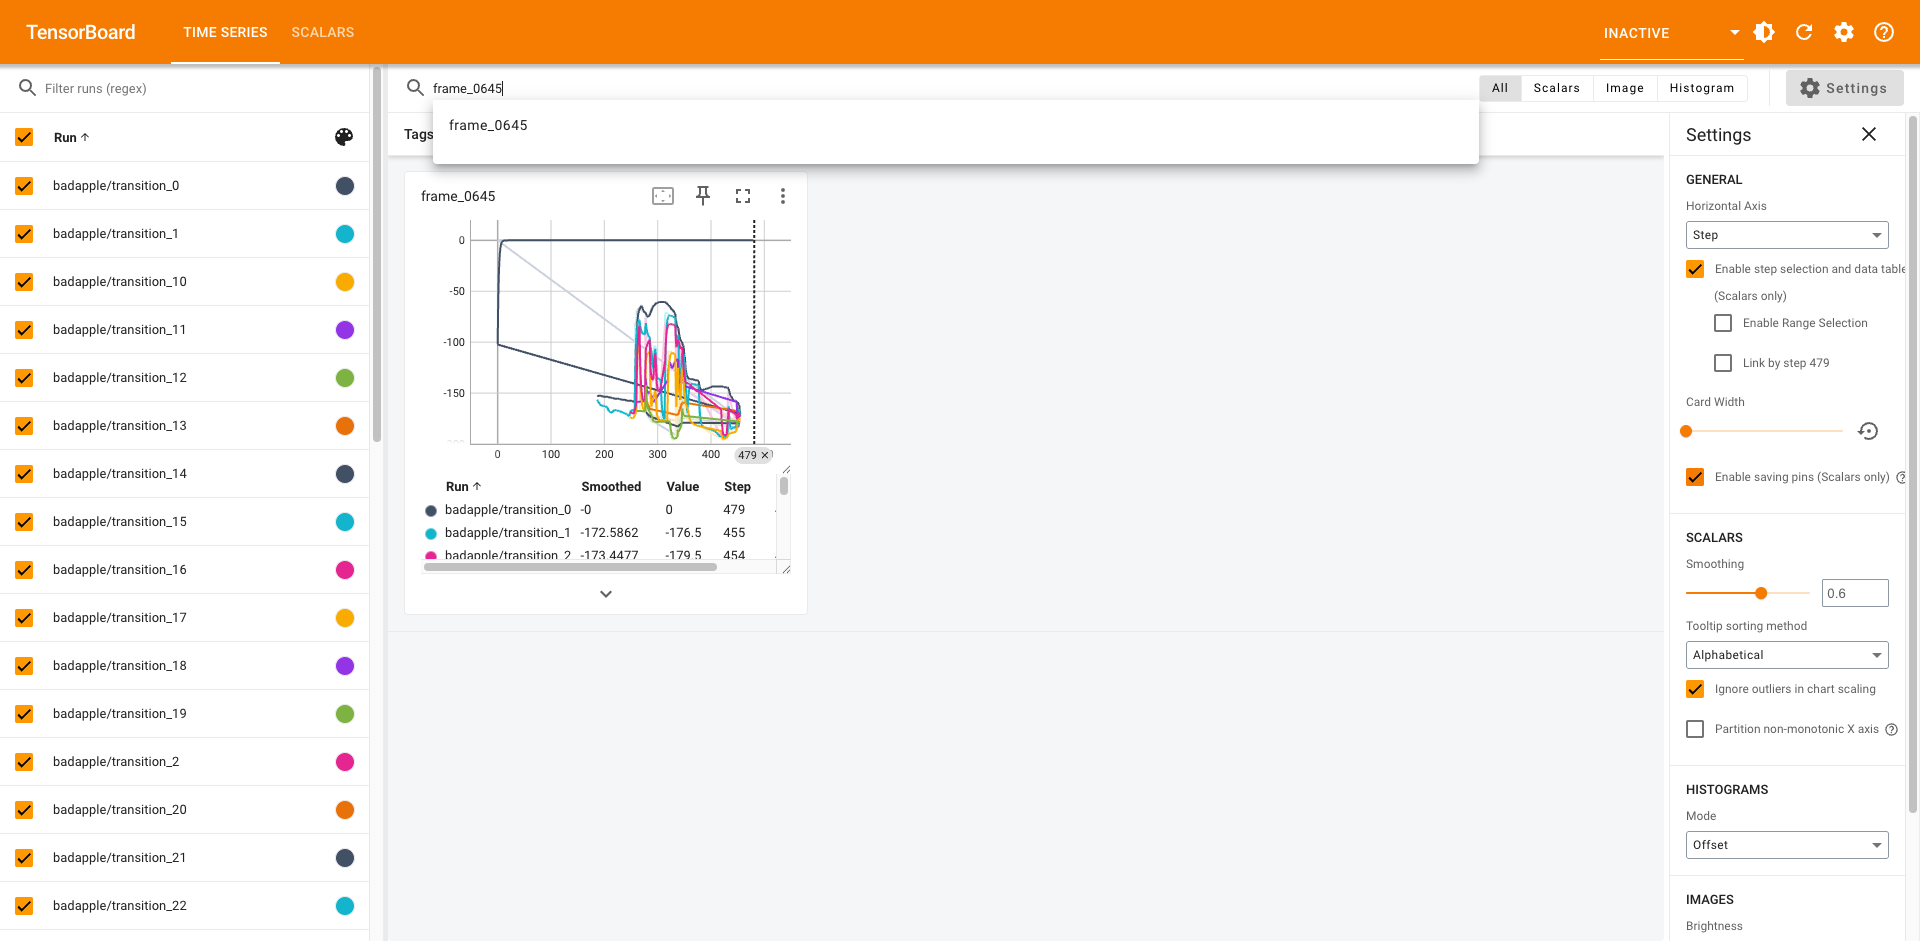 TensorBoard TIME SERIES SCALARS INACTIVE
Filter runs (regex)
Run
badapple/transition_0
badapple/transition_1
badapple/transition_10
badapple/transition_11
badapple/transition_12
badapple/transition_13
badapple/transition_14
badapple/transition_15
badapple/transition_16
badapple/transition_17
badapple/transition_18
badapple/transition_19
badapple/transition_2
badapple/transition_20
badapple/transition_21
badapple/transition_22
frame_0645
All Scalars Image Histogram Settings
frame_0645
Tags
frame_0645
0
-50
-100
-150
0 100 200 300 400 479
Run Smoothed Value Step
badapple/transition_0 -0 0 479
badapple/transition_1 -172.5862 -176.5 455
badapple/transition_2 -173.4477 -179.5 454
Settings
GENERAL
Horizontal Axis
Step
Enable step selection and data table
(Scalars only)
Enable Range Selection
Link by step 479
Card Width
Enable saving pins (Scalars only)
SCALARS
Smoothing
0.6
Tooltip sorting method
Alphabetical
Ignore outliers in chart scaling
Partition non-monotonic X axis
HISTOGRAMS
Mode
Offset
IMAGES
Brightness